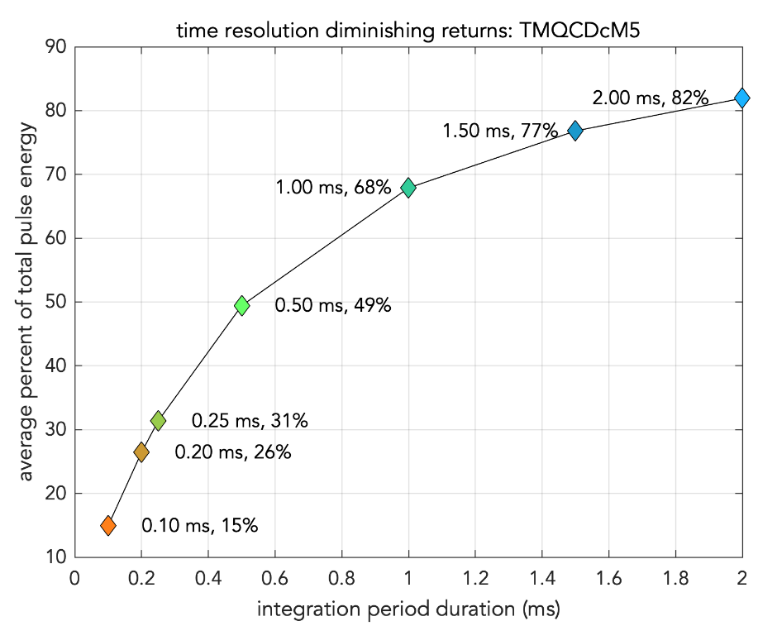 time resolution diminishing returns: TMQCDcM5
90
80
70
60
50
40
30
20
10
average percent of total pulse energy
2.00 ms, 82%
1.50 ms, 77%
1.00 ms, 68%
0.50 ms, 49%
0.25 ms, 31%
0.20 ms, 26%
0.10 ms, 15%
0 0.2 0.4 0.6 0.8 1 1.2 1.4 1.6 1.8 2
integration period duration (ms)